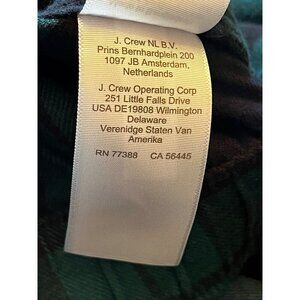 J. Crew NL B.V.
Prins Bernhardplein 200
1097 JB Amsterdam,
Netherlands
J. Crew Operating Corp
251 Little Falls Drive
USA DE19808 Wilmington
Delaware
Verenidge Staten Van
Amerika
RN 77388 CA 56445